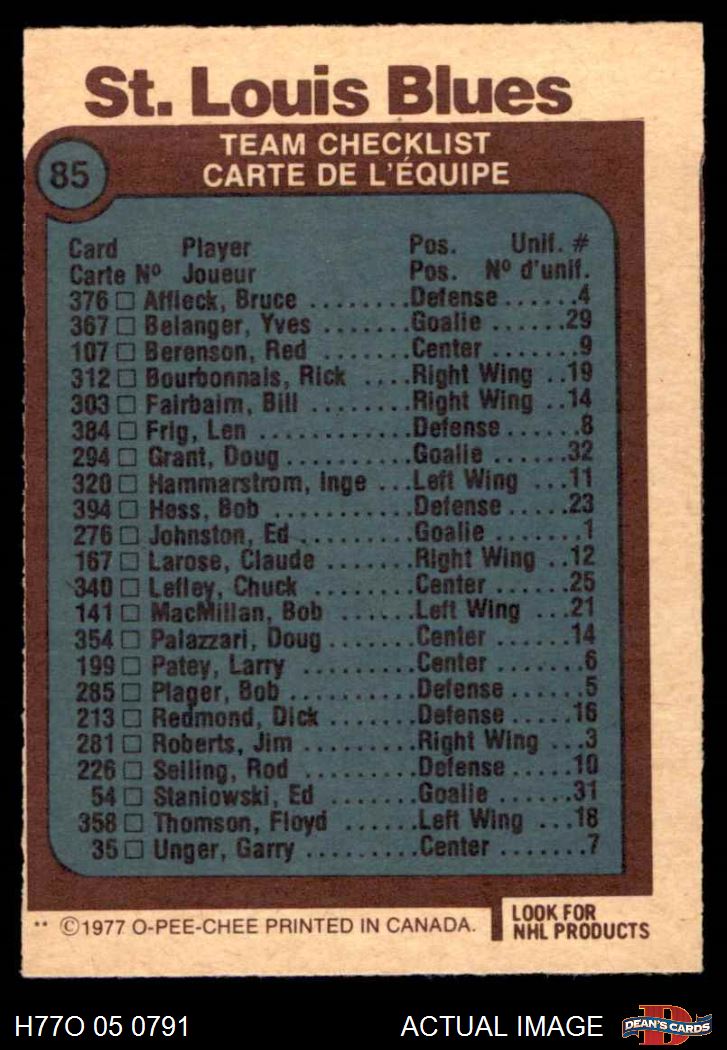 St. Louis Blues
TEAM CHECKLIST
CARTE DE L'ÉQUIPE
85
Card Player Pos. Unif. #
Carte Nº Joueur Pos. Nº d'unif.
376 □ Affleck, Bruce ........Defense......4
367 □ Belanger, Yves ........Goalie .......29
107 □ Berenson, Red ........Center .......9
312 □ Bourbonnais, Rick ....Right Wing ..19
303 □ Fairbairn, Bill ........Right Wing ..14
384 □ Frig, Len ............Defense......8
294 □ Grant, Doug...........Goalie .......32
320 □ Hammarstrom, Inge ...Left Wing ...11
394 □ Hess, Bob ............Defense.....23
276 □ Johnston, Ed..........Goalie ........1
167 □ Larose, Claude .......Right Wing ..12
340 □ Lefley, Chuck .........Center ......25
141 □ MacMillan, Bob .......Left Wing ...21
354 □ Palazzari, Doug.......Center ......14
199 □ Patey, Larry ..........Center .......6
285 □ Plager, Bob ...........Defense......5
213 □ Redmond, Dick ........Defense.....16
281 □ Roberts, Jim .........Right Wing ...3
226 □ Seiling, Rod .........Defense.....10
54 □ Staniowski, Ed ........Goalie ......31
358 □ Thomson, Floyd ......Left Wing ...18
35 □ Unger, Garry ..........Center .......7
** ©1977 O-PEE-CHEE PRINTED IN CANADA.
LOOK FOR
NHL PRODUCTS
H77O 05 0791 ACTUAL IMAGE
D
DEAN'S CARDS